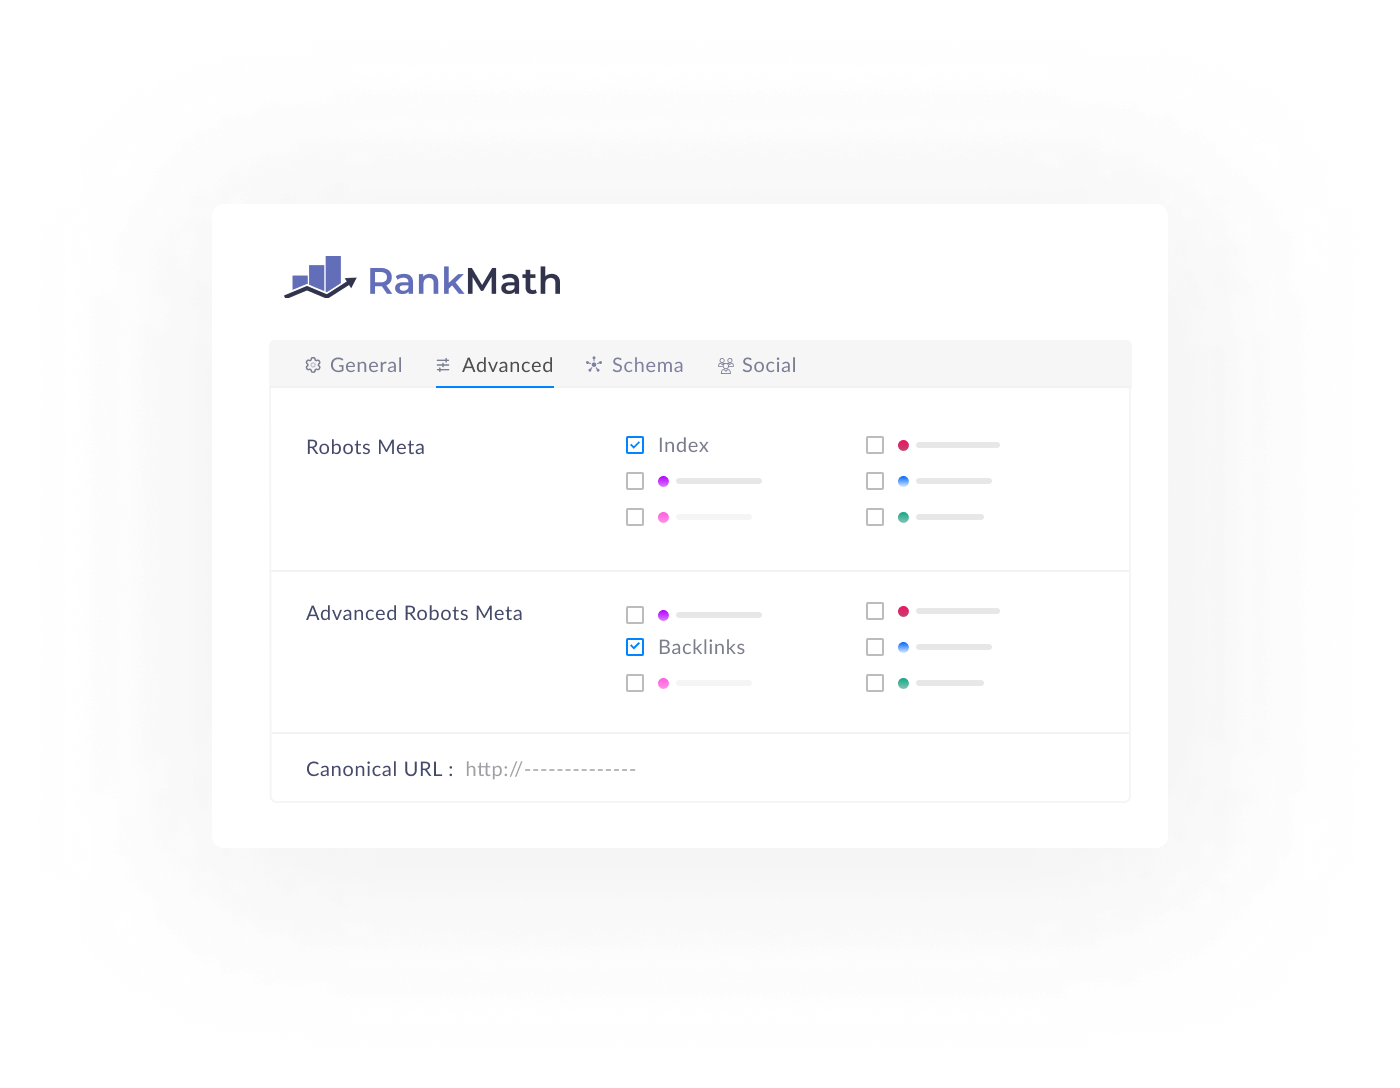 RankMath
General Advanced Schema Social
Robots Meta
Index
Advanced Robots Meta
Backlinks
Canonical URL : http://--------------